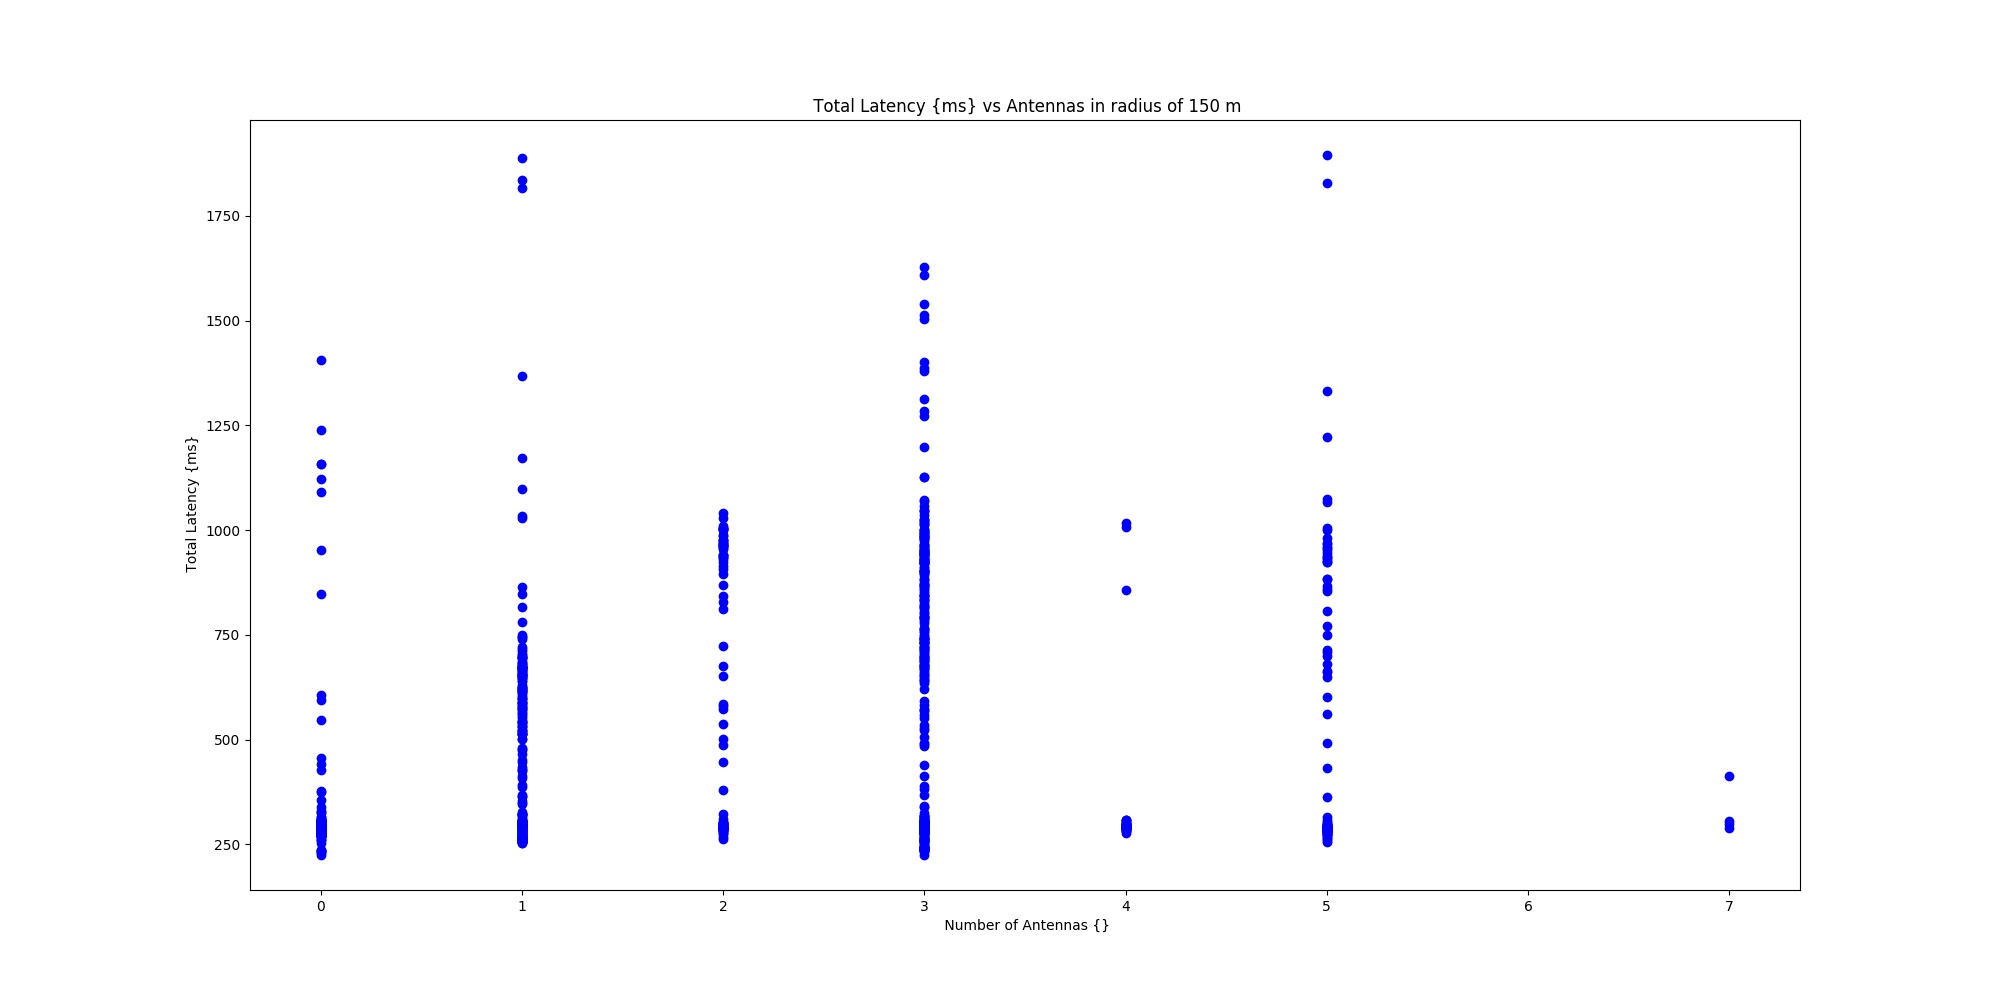 Total Latency {ms} vs Antennas in radius of 150 m
1750
1500
1250
1000
750
500
250
Total Latency {ms}
0 1 2 3 4 5 6 7
Number of Antennas {}